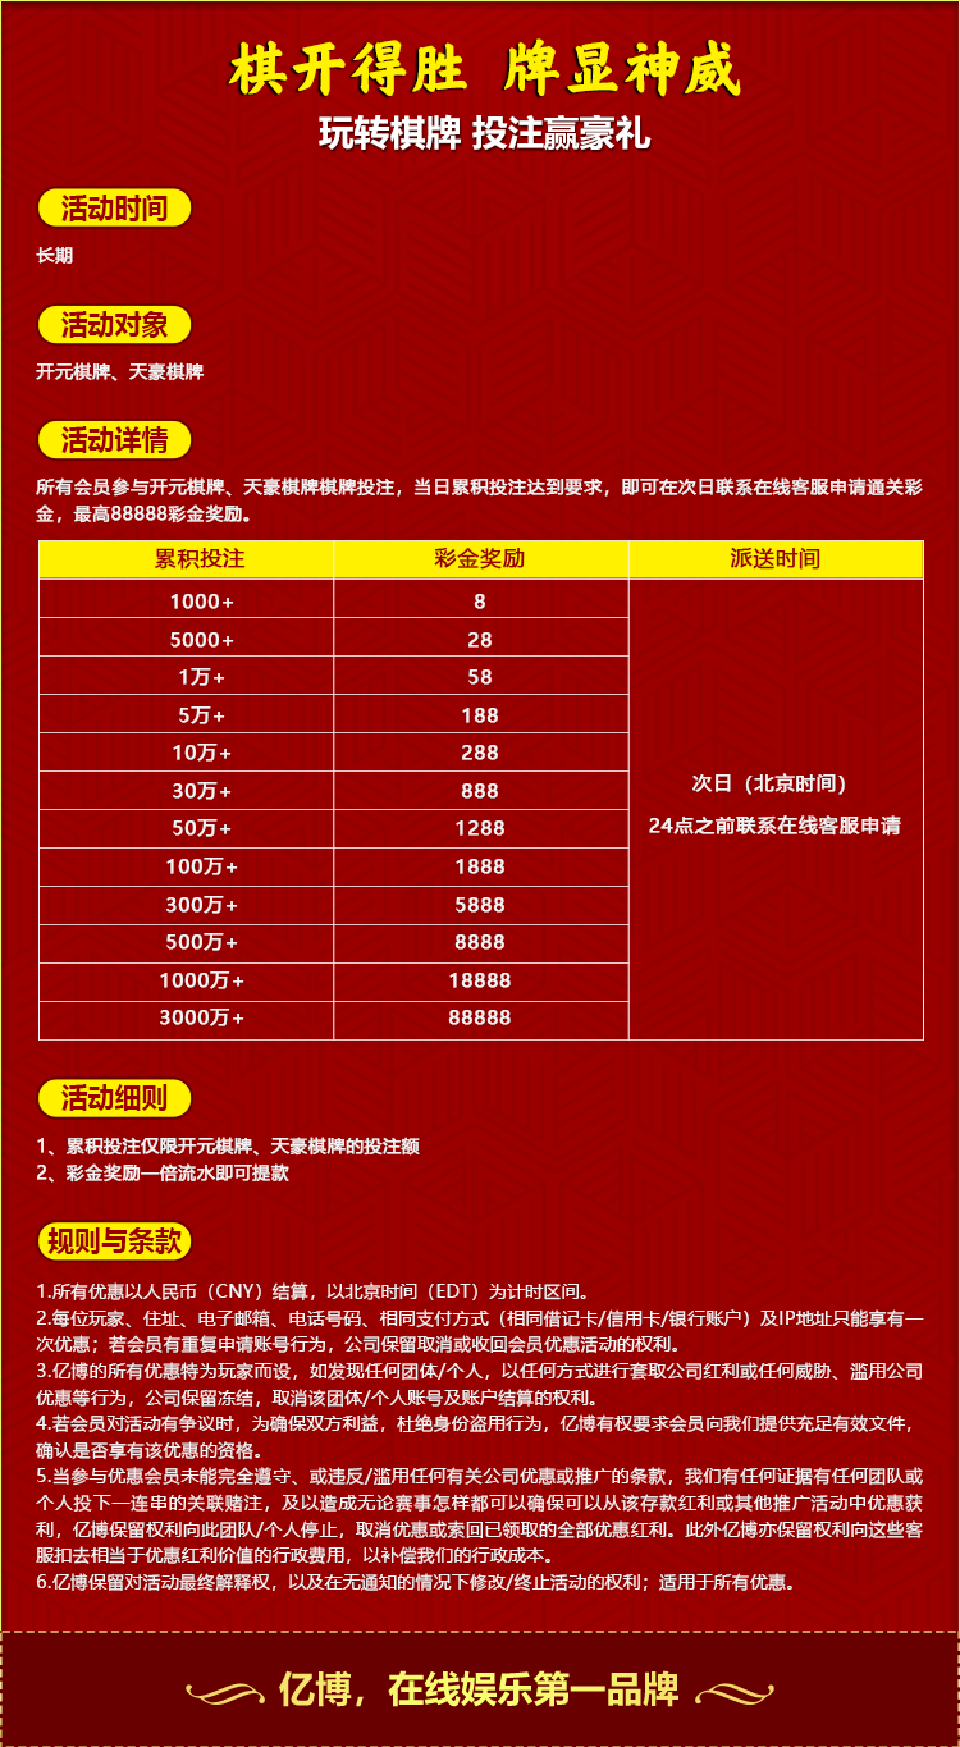 棋开得胜 牌显神威
玩转棋牌 投注赢豪礼
活动时间
长期
活动对象
开元棋牌、天豪棋牌
活动详情
所有会员参与开元棋牌、天豪棋牌棋牌投注，当日累积投注达到要求，即可在次日联系在线客服申请通关彩
金，最高88888彩金奖励。
累积投注 彩金奖励 派送时间
1000+ 8
5000+ 28
1万+ 58
5万+ 188
10万+ 288
30万+ 888
次日（北京时间）
24点之前联系在线客服申请
50万+ 1288
100万+ 1888
300万+ 5888
500万+ 8888
1000万+ 18888
3000万+ 88888
活动细则
1、累积投注仅限开元棋牌、天豪棋牌的投注额
2、彩金奖励一倍流水即可提款
规则与条款
1.所有优惠以人民币（CNY）结算，以北京时间（EDT）为计时区间。
2.每位玩家、住址、电子邮箱、电话号码、相同支付方式（相同借记卡/信用卡/银行账户）及IP地址只能享有一
次优惠；若会员有重复申请账号行为，公司保留取消或收回会员优惠活动的权利。
3.亿博的所有优惠特为玩家而设，如发现任何团体/个人，以任何方式进行套取公司红利或任何威胁、滥用公司
优惠等行为，公司保留冻结，取消该团体/个人账号及账户结算的权利。
4.若会员对活动有争议时，为确保双方利益，杜绝身份盗用行为，亿博有权要求会员向我们提供充足有效文件，
确认是否享有该优惠的资格。
5.当参与优惠会员未能完全遵守、或违反/滥用任何有关公司优惠或推广的条款，我们有任何证据有任何团队或
个人投下一连串的关联赌注，及以造成无论赛事怎样都可以确保可以从该存款红利或其他推广活动中优惠获
利，亿博保留权利向此团队/个人停止，取消优惠或索回已领取的全部优惠红利。此外亿博亦保留权利向这些客
服扣去相当于优惠红利价值的行政费用，以补偿我们的行政成本。
6.亿博保留对活动最终解释权，以及在无通知的情况下修改/终止活动的权利；适用于所有优惠。
亿博，在线娱乐第一品牌